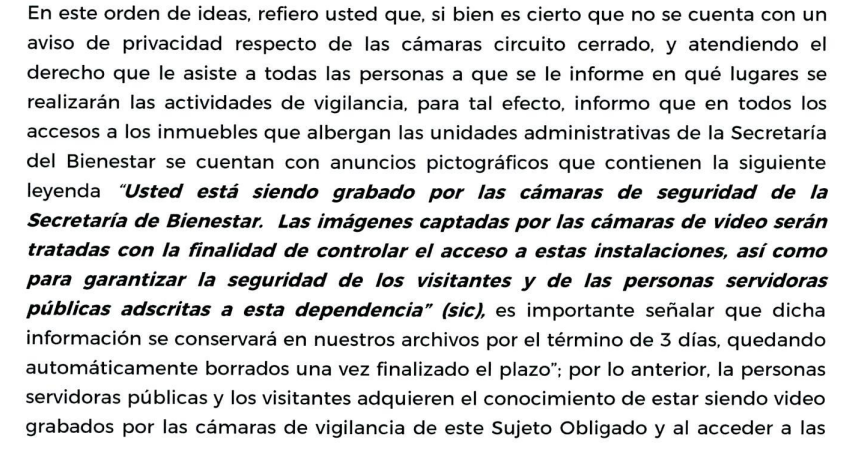 En este orden de ideas, refiero usted que, si bien es cierto que no se cuenta con un
aviso de privacidad respecto de las cámaras circuito cerrado, y atendiendo el
derecho que le asiste a todas las personas a que se le informe en qué lugares se
realizarán las actividades de vigilancia, para tal efecto, informo que en todos los
accesos a los inmuebles que albergan las unidades administrativas de la Secretaría
del Bienestar se cuentan con anuncios pictográficos que contienen la siguiente
leyenda “Usted está siendo grabado por las cámaras de seguridad de la
Secretaría de Bienestar. Las imágenes captadas por las cámaras de video serán
tratadas con la finalidad de controlar el acceso a estas instalaciones, así como
para garantizar la seguridad de los visitantes y de las personas servidoras
públicas adscritas a esta dependencia” (sic), es importante señalar que dicha
información se conservará en nuestros archivos por el término de 3 días, quedando
automáticamente borrados una vez finalizado el plazo”; por lo anterior, la personas
servidoras públicas y los visitantes adquieren el conocimiento de estar siendo video
grabados por las cámaras de vigilancia de este Sujeto Obligado y al acceder a las